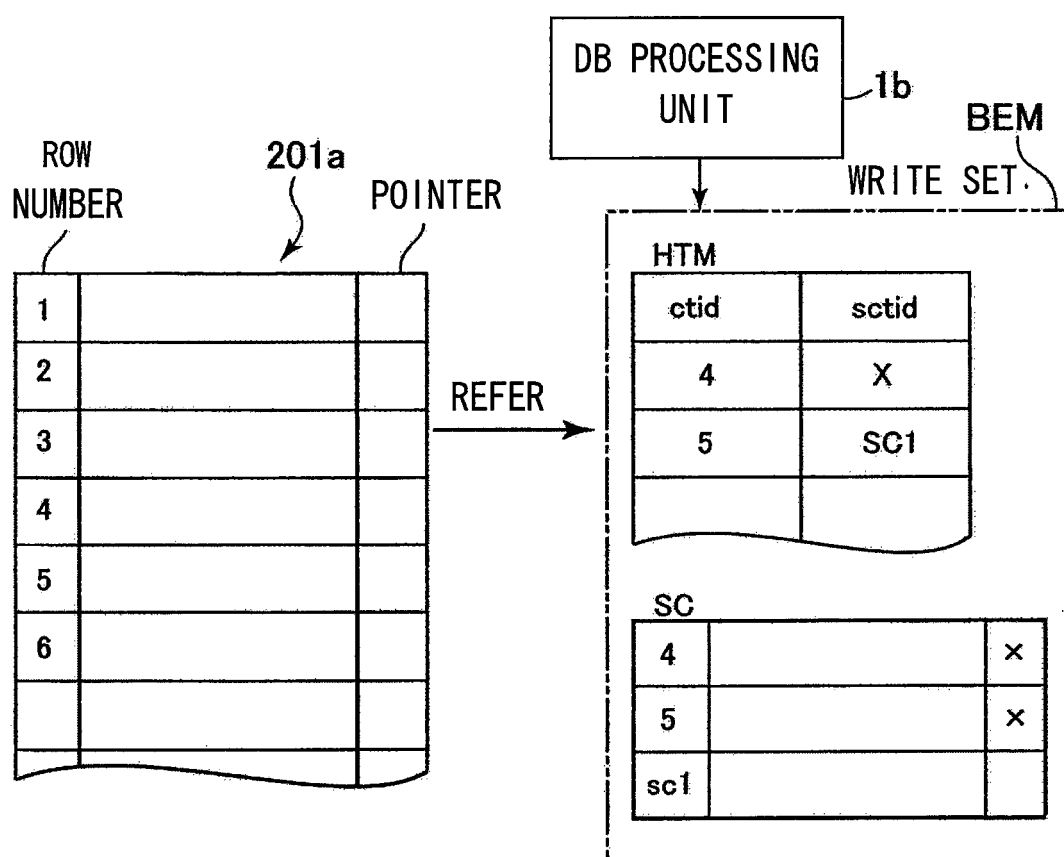 DB PROCESSING
UNIT
1b
BEM
WRITE SET
ROW
NUMBER
201a
POINTER
1
2
3
4
5
6
REFER
HTM
ctid sctid
4 X
5 SC1
SC
4 ×
5 ×
sc1